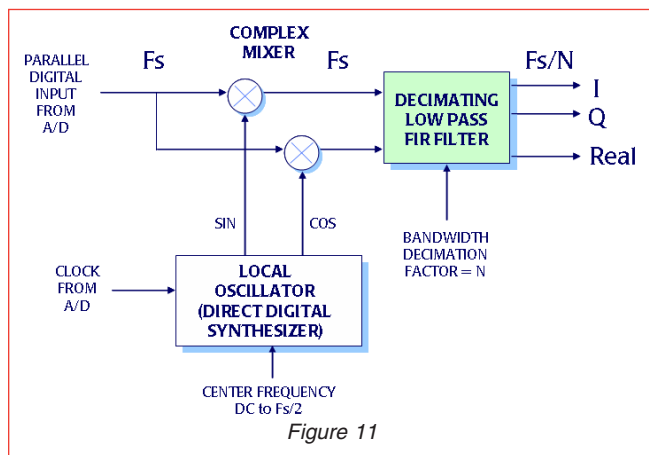 COMPLEX
MIXER
PARALLEL
DIGITAL
INPUT
FROM
A/D
Fs
Fs
Fs/N
DECIMATING
LOW PASS
FIR FILTER
I
Q
Real
SIN
COS
BANDWIDTH
DECIMATION
FACTOR = N
CLOCK
FROM
A/D
LOCAL
OSCILLATOR
(DIRECT DIGITAL
SYNTHESIZER)
CENTER FREQUENCY
DC to Fs/2
Figure 11